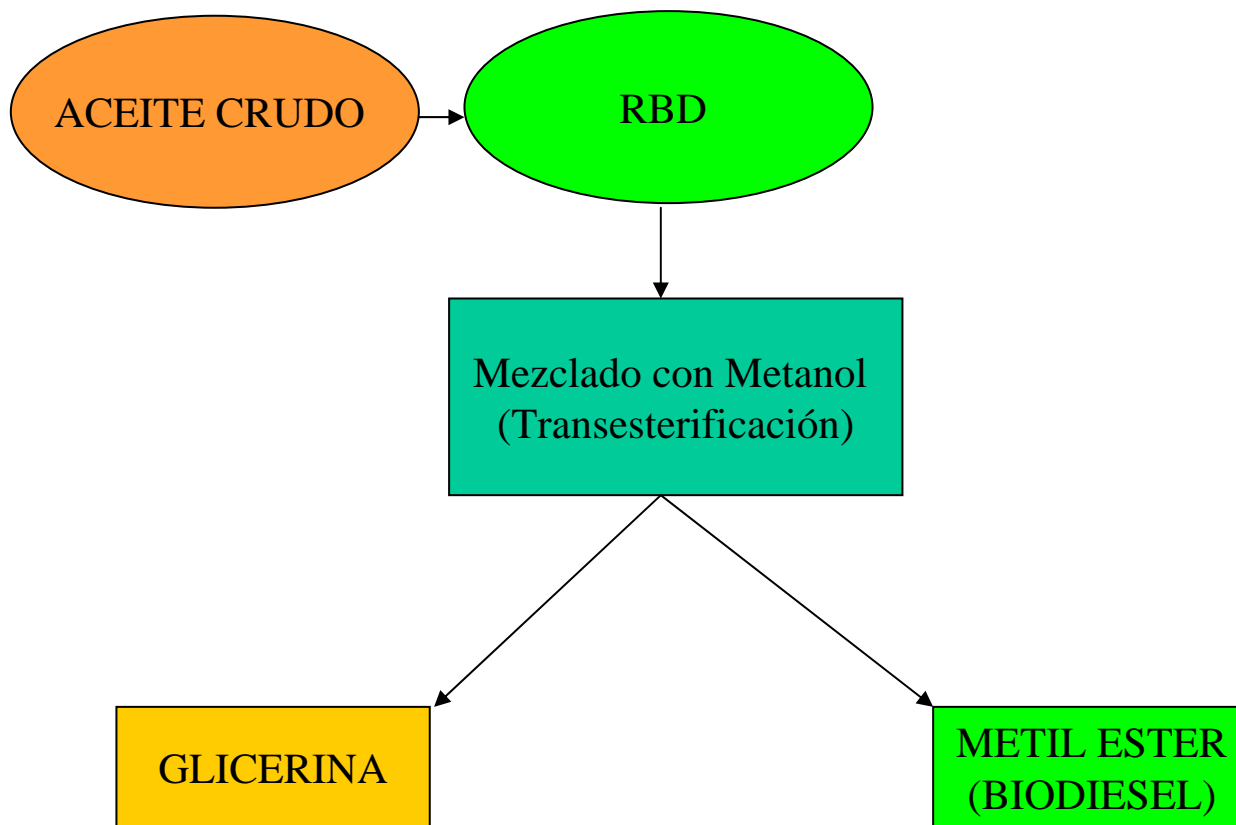 ACEITE CRUDO
RBD
Mezclado con Metanol
(Transesterificación)
GLICERINA
METIL ESTER
(BIODIESEL)